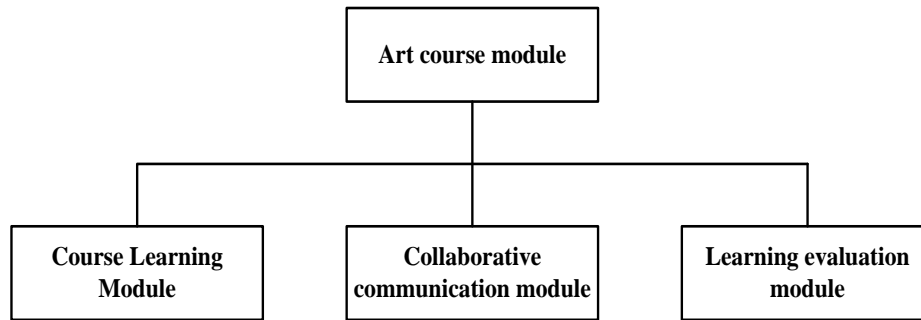 Art course module
Course Learning
Module
Collaborative
communication module
Learning evaluation
module